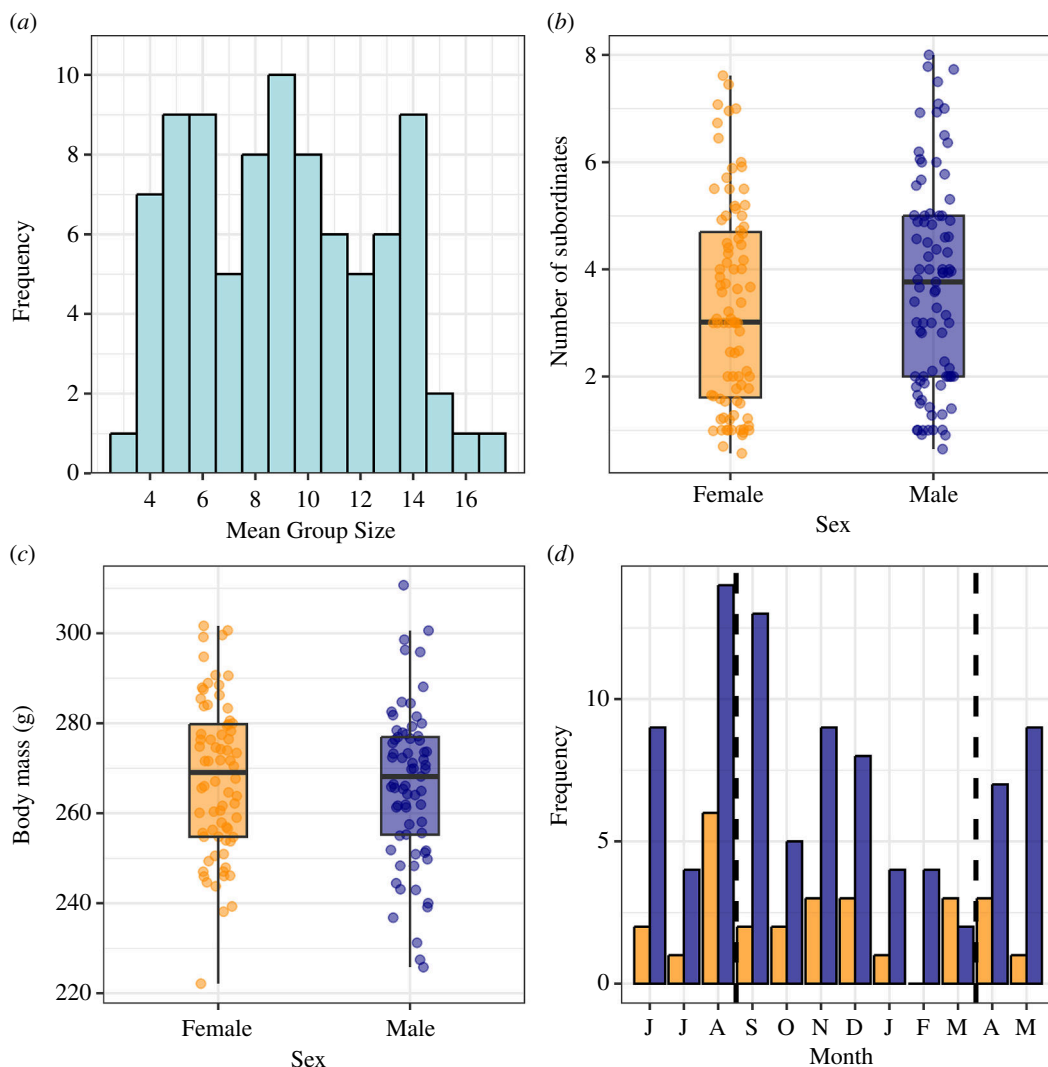 (a)
10
8
6
4
2
0
Frequency
4 6 8 10 12 14 16
Mean Group Size
(b)
8
6
4
2
Number of subordinates
Female Male
Sex
(c)
300
280
260
240
220
Body mass (g)
Female Male
Sex
(d)
10
5
0
Frequency
J J A S O N D J F M A M
Month